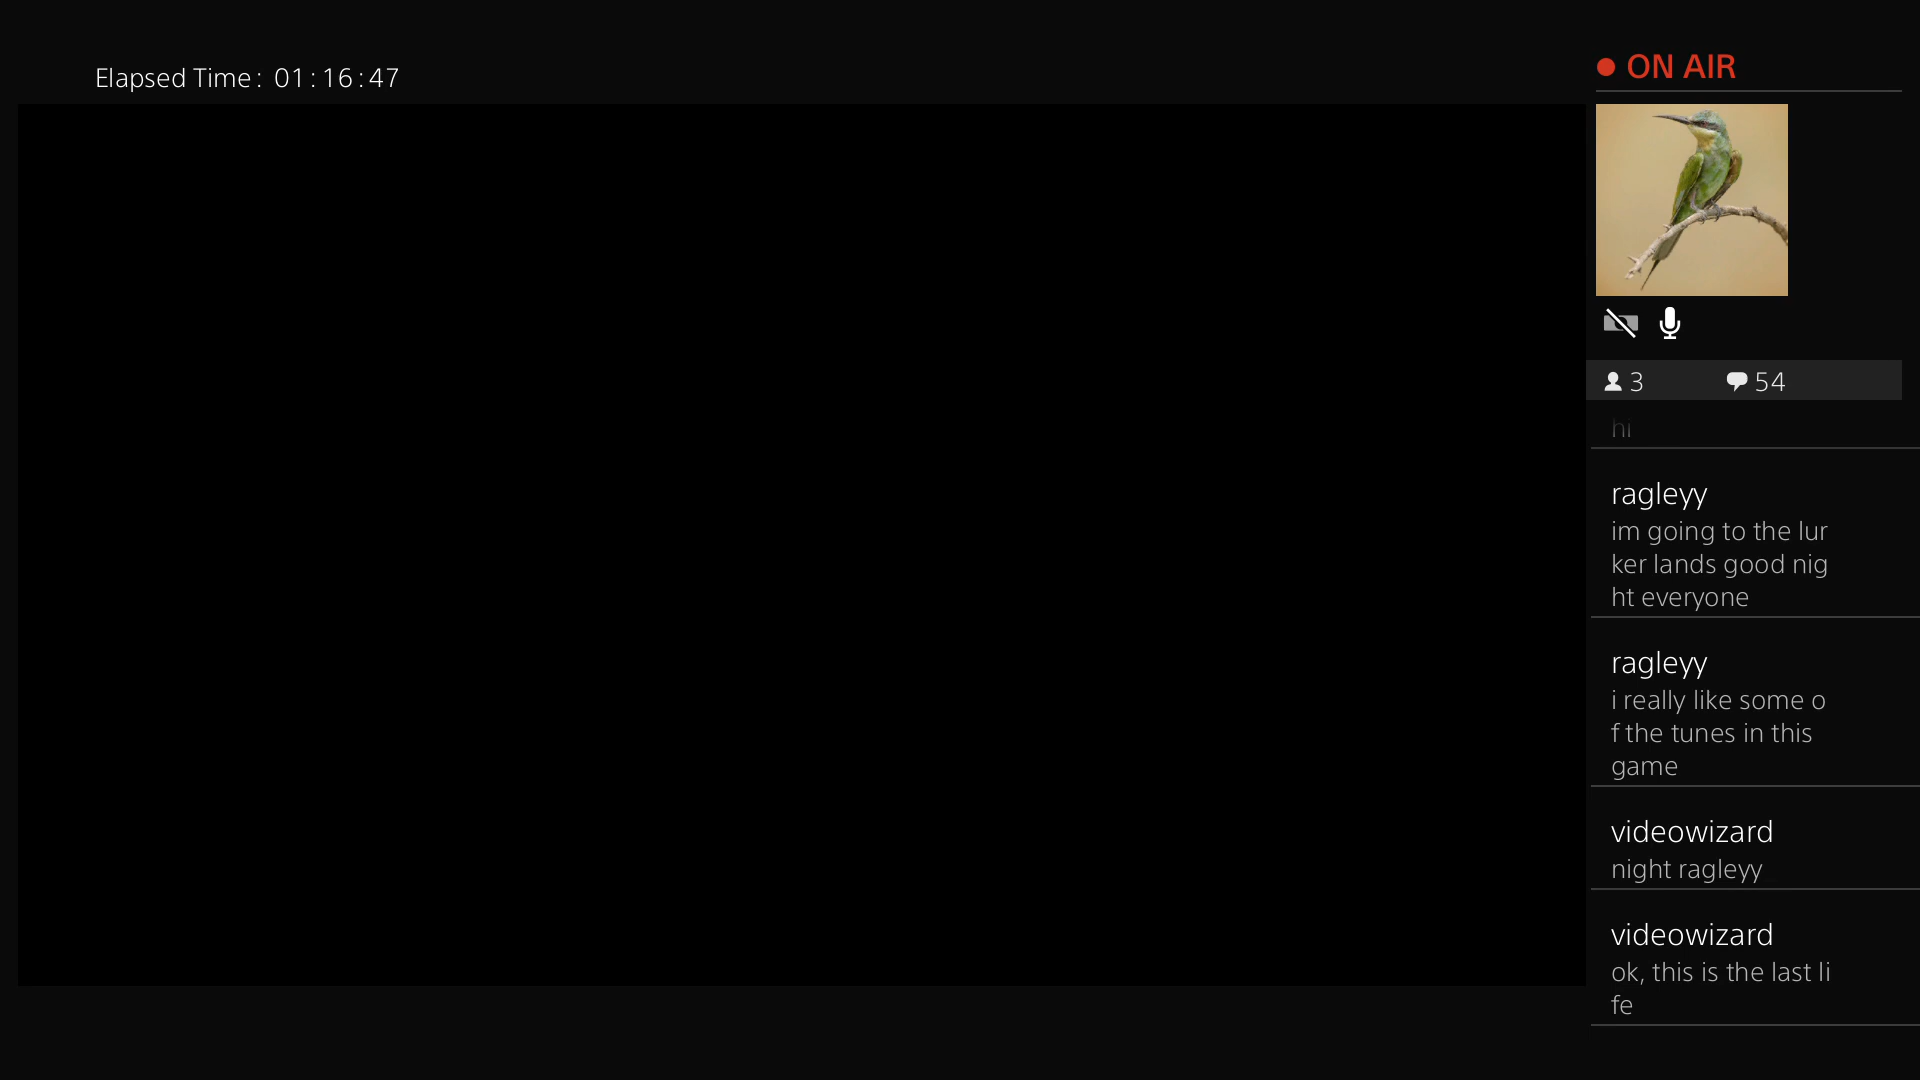 Elapsed Time: 01:16:47
ON AIR
3 54
hi
ragleyy
im going to the lur
ker lands good nig
ht everyone
ragleyy
i really like some o
f the tunes in this
game
videowizard
night ragleyy
videowizard
ok, this is the last li
fe